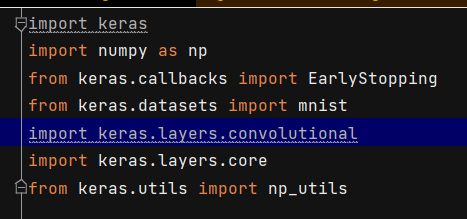 import keras
import numpy as np
from keras.callbacks import EarlyStopping
from keras.datasets import mnist
import keras.layers.convolutional
import keras.layers.core
from keras.utils import np_utils